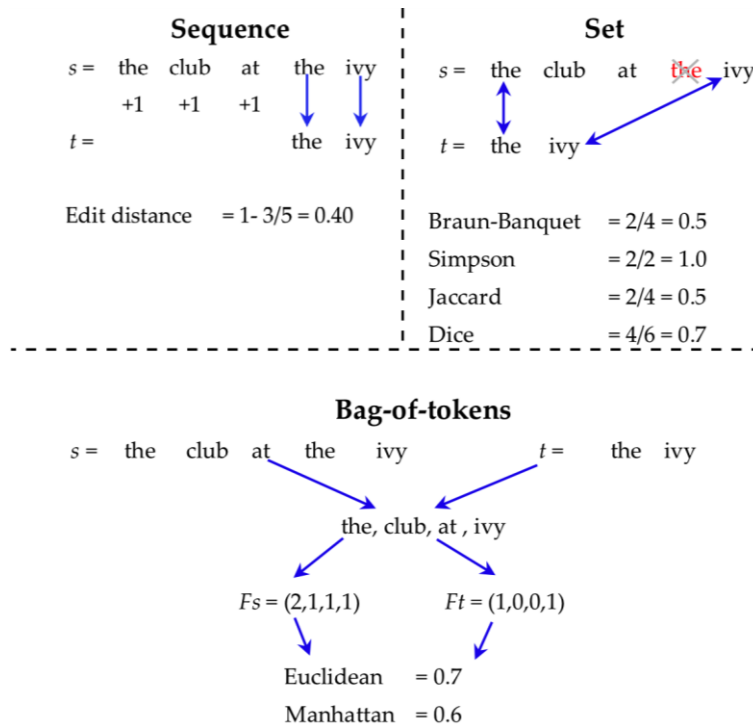 Sequence
s = the club at the ivy
+1 +1 +1
t = the ivy
Edit distance = 1- 3/5 = 0.40
Set
s = the club at the ivy
t = the ivy
Braun-Banquet = 2/4 = 0.5
Simpson = 2/2 = 1.0
Jaccard = 2/4 = 0.5
Dice = 4/6 = 0.7
Bag-of-tokens
s = the club at the ivy t = the ivy
the, club, at , ivy
Fs = (2,1,1,1) Ft = (1,0,0,1)
Euclidean = 0.7
Manhattan = 0.6